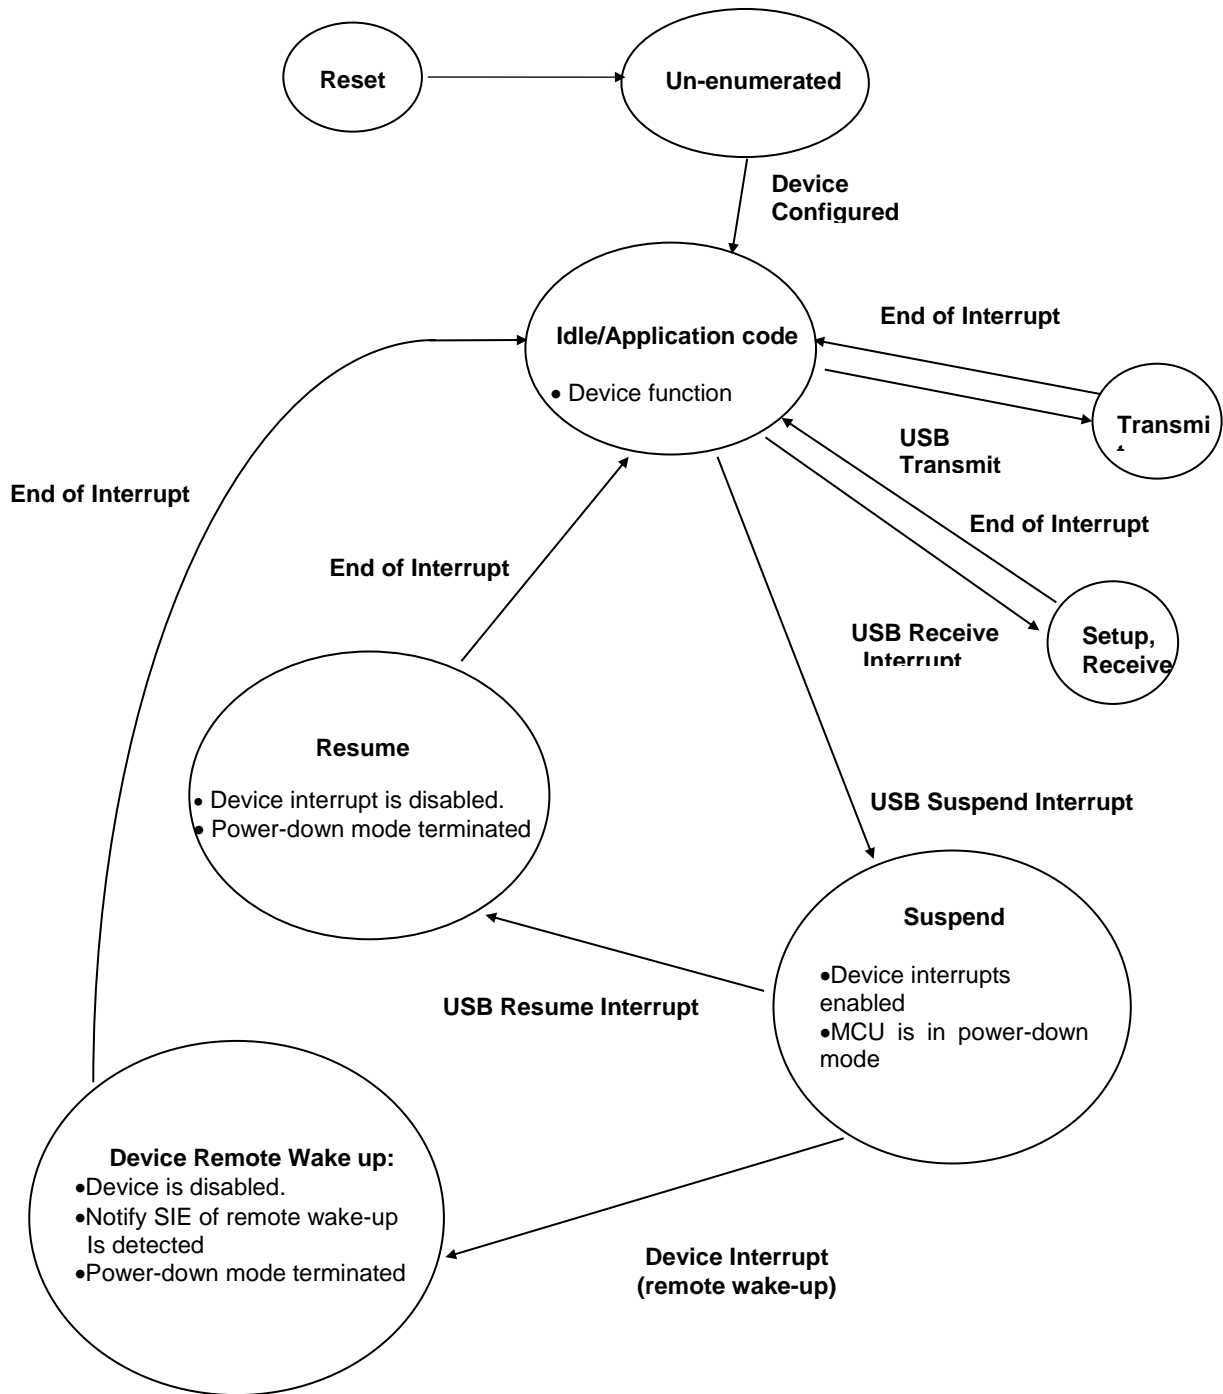 Reset
Un-enumerated
Device
Configured
Idle/Application code
• Device function
End of Interrupt
Transmi
USB
Transmit
End of Interrupt
End of Interrupt
End of Interrupt
USB Receive
Interrupt
Setup,
Receive
Resume
• Device interrupt is disabled.
• Power-down mode terminated
USB Suspend Interrupt
Suspend
•Device interrupts
enabled
•MCU is in power-down
mode
USB Resume Interrupt
Device Remote Wake up:
•Device is disabled.
•Notify SIE of remote wake-up
Is detected
•Power-down mode terminated
Device Interrupt
(remote wake-up)